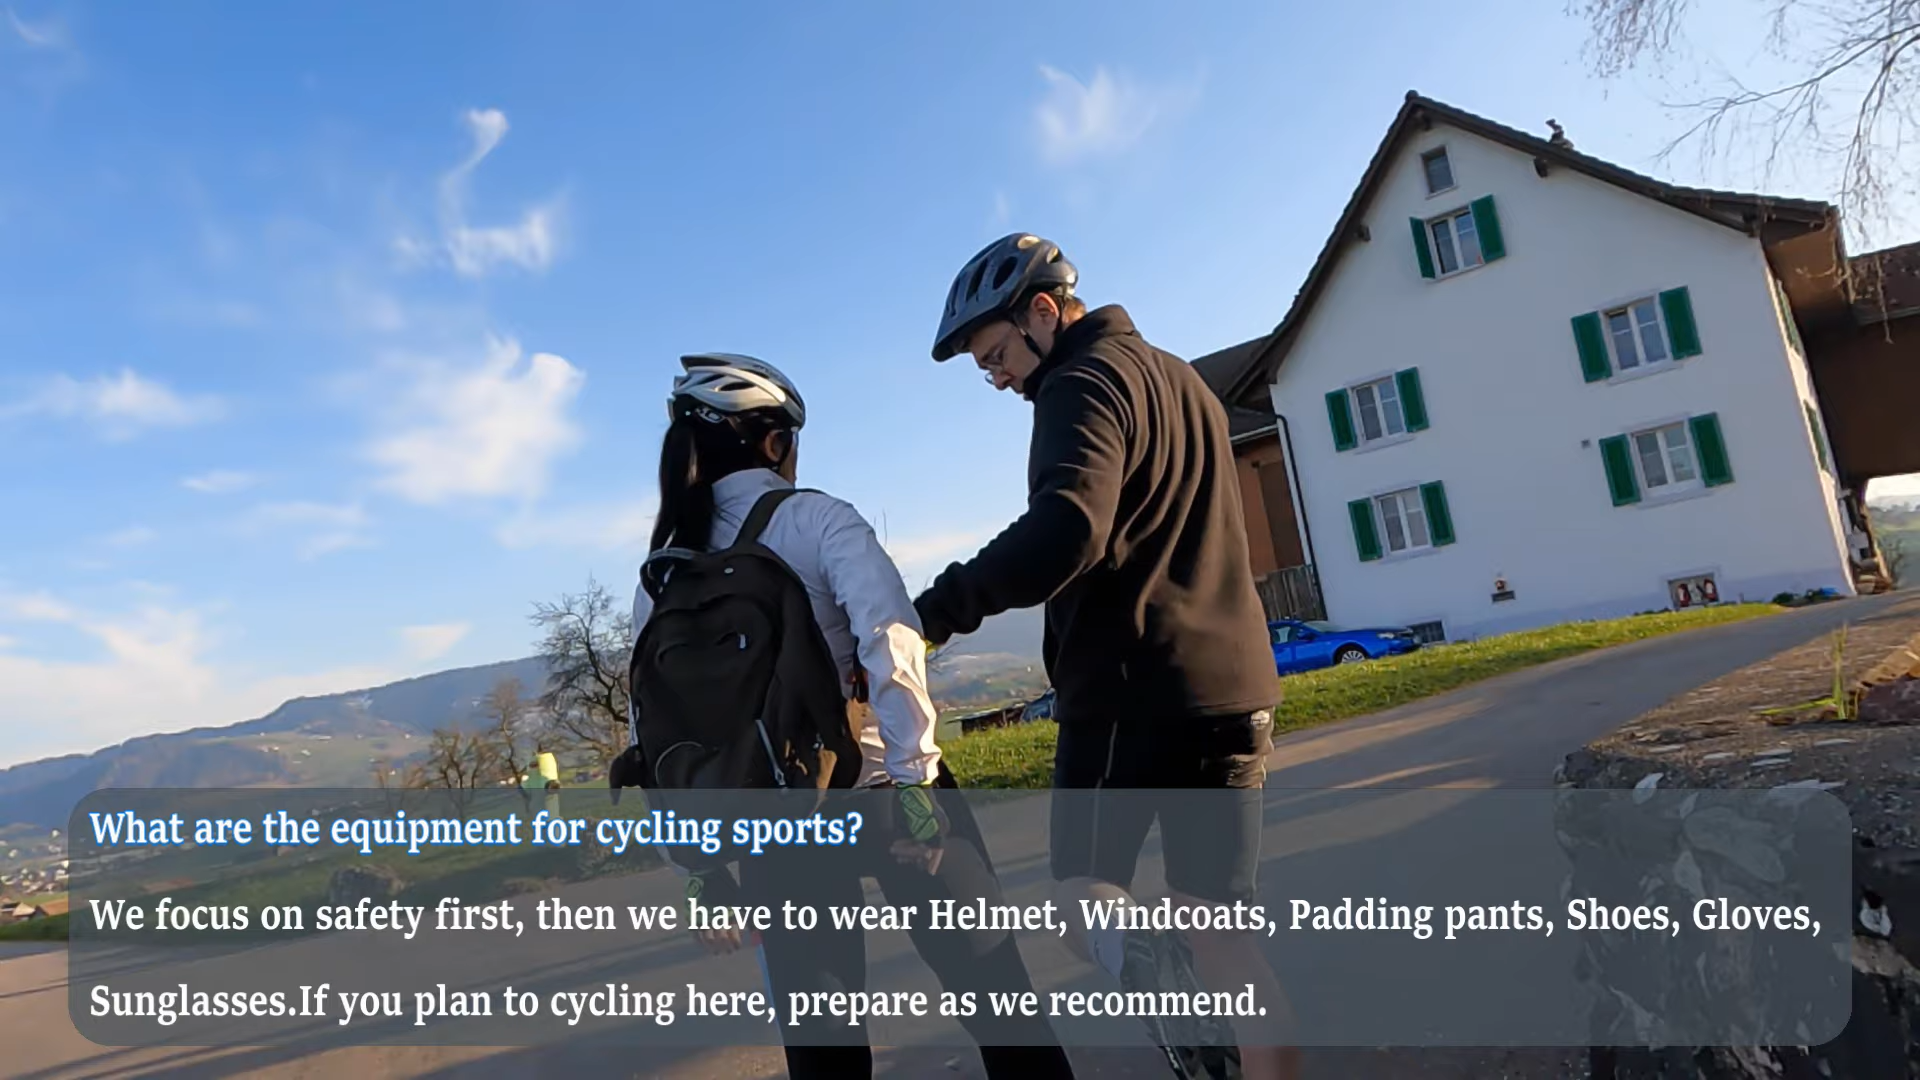 What are the equipment for cycling sports?
We focus on safety first, then we have to wear Helmet, Windcoats, Padding pants, Shoes, Gloves,
Sunglasses.If you plan to cycling here, prepare as we recommend.